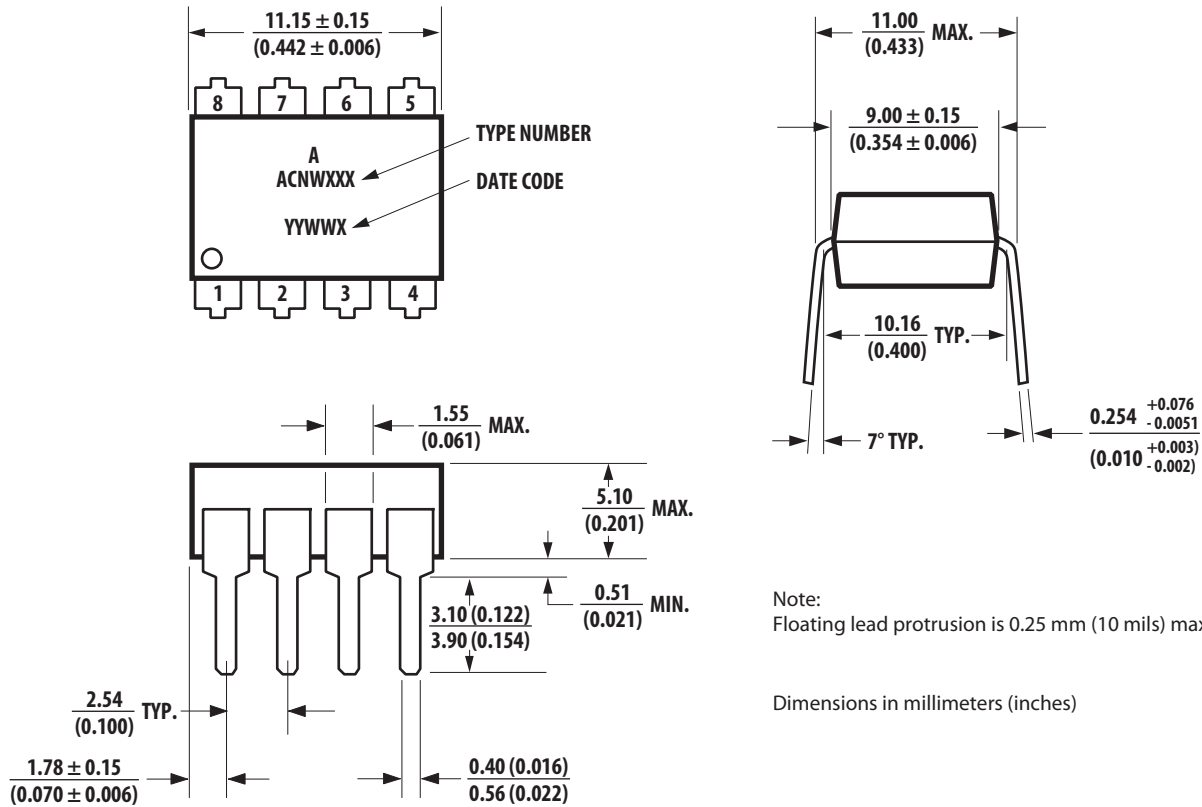 11.15 ± 0.15
(0.442 ± 0.006)
8 7 6 5
A
ACNWXXX
YYWWX
TYPE NUMBER
DATE CODE
1 2 3 4
11.00
(0.433)
MAX.
9.00 ± 0.15
(0.354 ± 0.006)
10.16
(0.400)
TYP.
7° TYP.
0.254 +0.076
- 0.0051
(0.010 +0.003)
- 0.002)
1.55
(0.061)
MAX.
5.10
(0.201)
MAX.
0.51
(0.021)
MIN.
3.10 (0.122)
3.90 (0.154)
2.54
(0.100)
TYP.
1.78 ± 0.15
(0.070 ± 0.006)
0.40 (0.016)
0.56 (0.022)
Note:
Floating lead protrusion is 0.25 mm (10 mils) max
Dimensions in millimeters (inches)